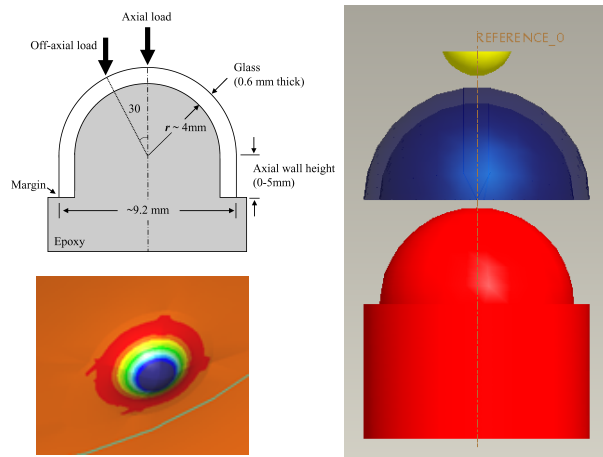 Axial load
Off-axial load
Glass
(0.6 mm thick)
30
r ~ 4mm
Axial wall height
(0-5mm)
Margin
~9.2 mm
Epoxy
REFERENCE_0